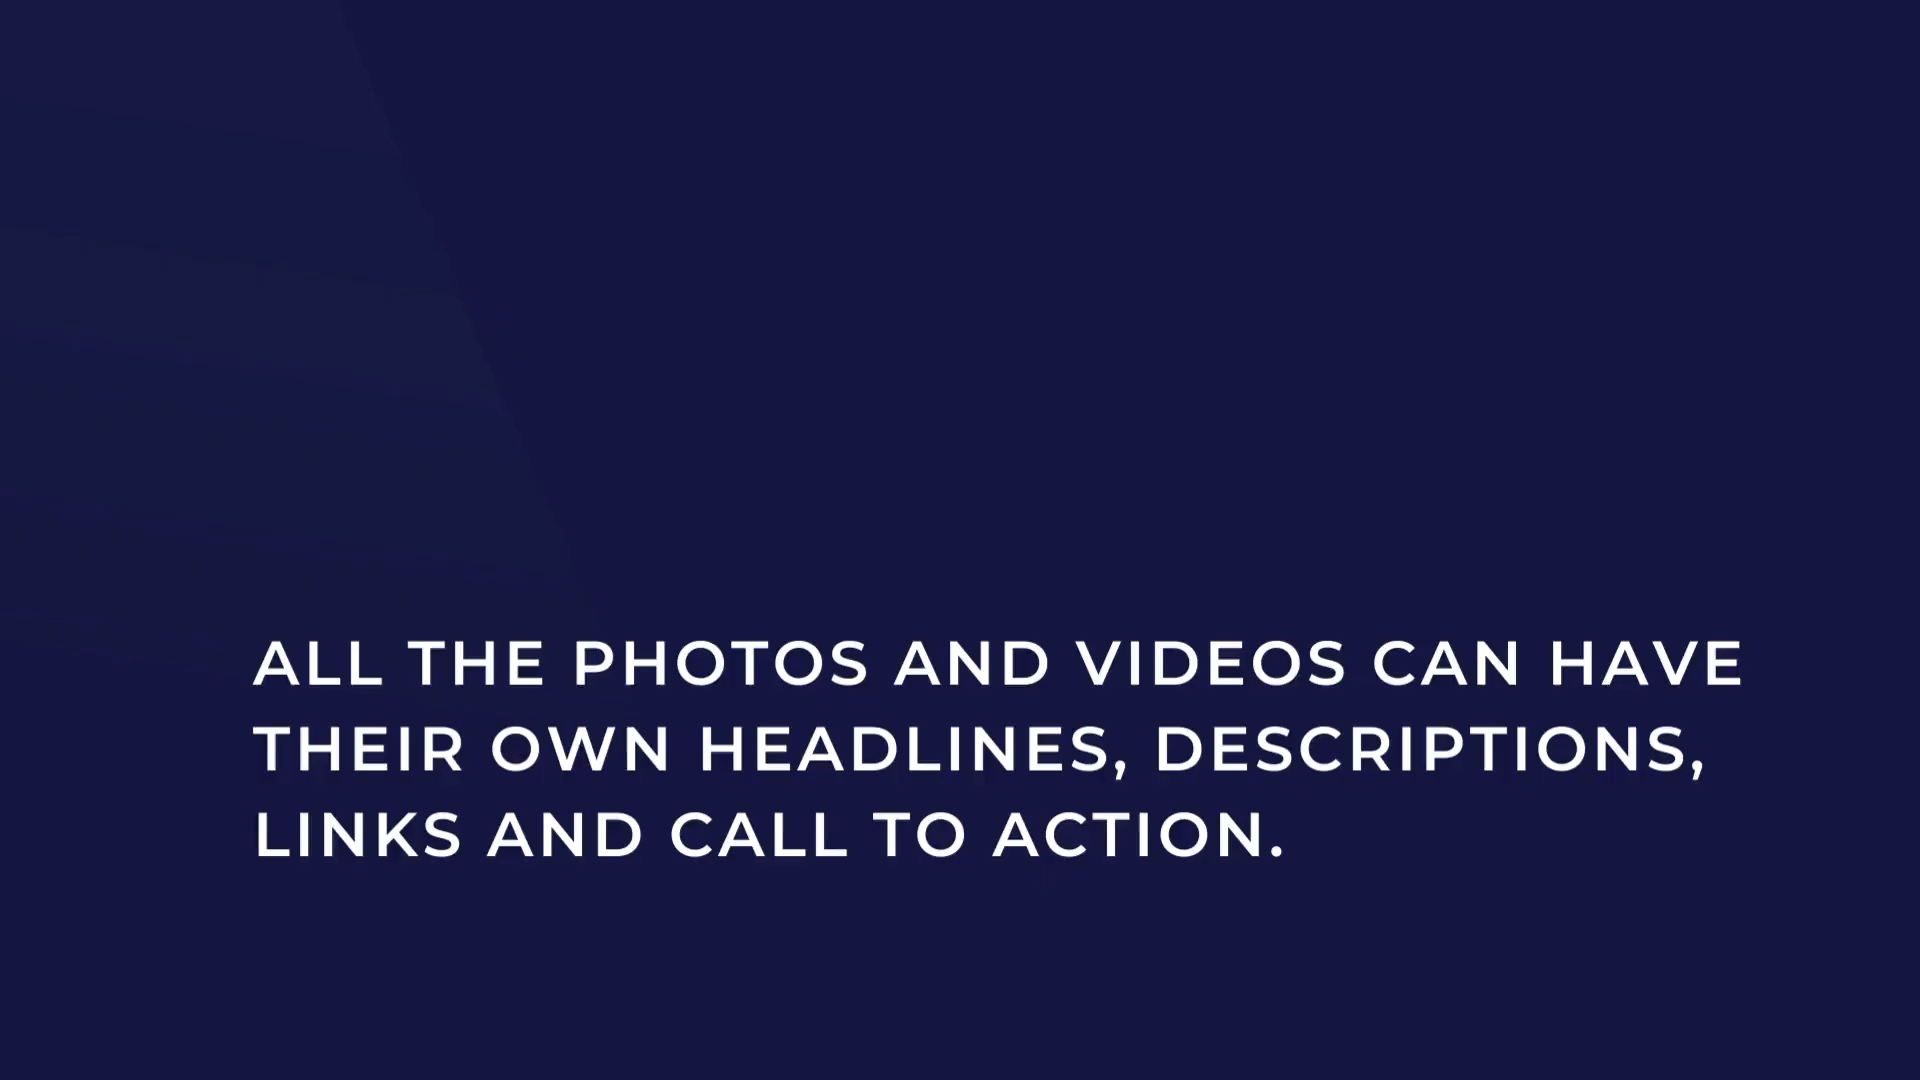 ALL THE PHOTOS AND VIDEOS CAN HAVE
THEIR OWN HEADLINES, DESCRIPTIONS,
LINKS AND CALL TO ACTION.